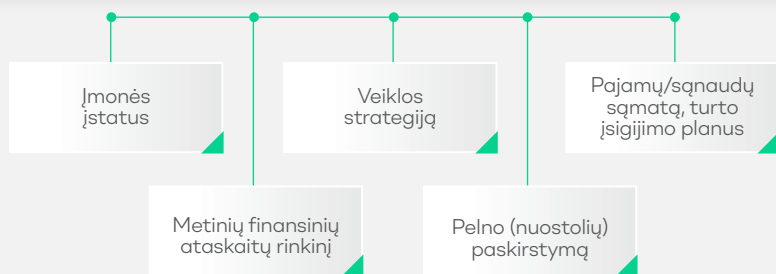 Įmonės
įstatus
Veiklos
strategiją
Pajamų/sąnaudų
sąmatą, turto
įsigijimo planus
Metinių finansinių
ataskaitų rinkinį
Pelno (nuostolių)
paskirstymą